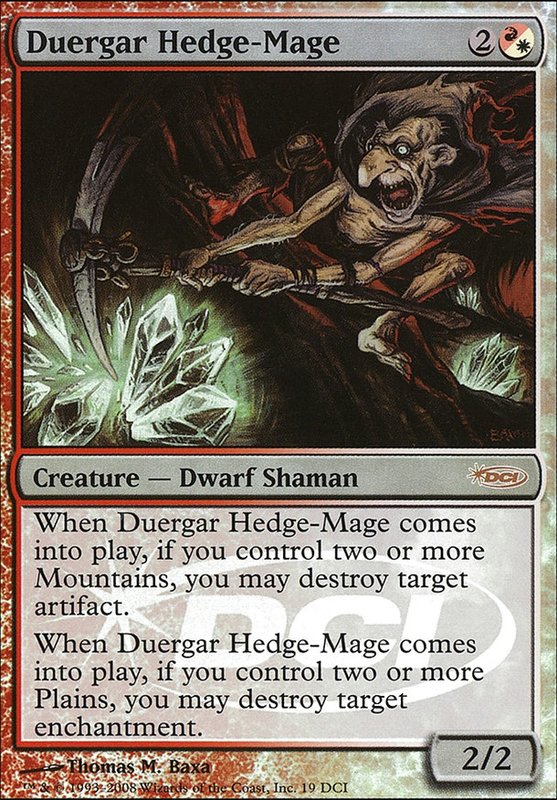 Duergar Hedge-Mage 2
BAXA
Creature — Dwarf Shaman DCI
When Duergar Hedge-Mage comes
into play, if you control two or more
Mountains, you may destroy target
artifact.
DCI
When Duergar Hedge-Mage comes
into play, if you control two or more
Plains, you may destroy target
enchantment.
2/2
Thomas M. Baxa
™ & © 1993-2008 Wizards of the Coast, Inc. 19 DCI